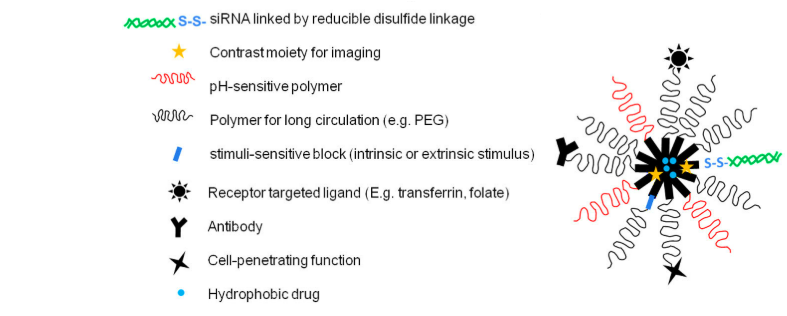 S-S- siRNA linked by reducible disulfide linkage
Contrast moiety for imaging
pH-sensitive polymer
Polymer for long circulation (e.g. PEG)
stimuli-sensitive block (intrinsic or extrinsic stimulus)
Receptor targeted ligand (E.g. transferrin, folate)
Antibody
Cell-penetrating function
Hydrophobic drug
S-S-